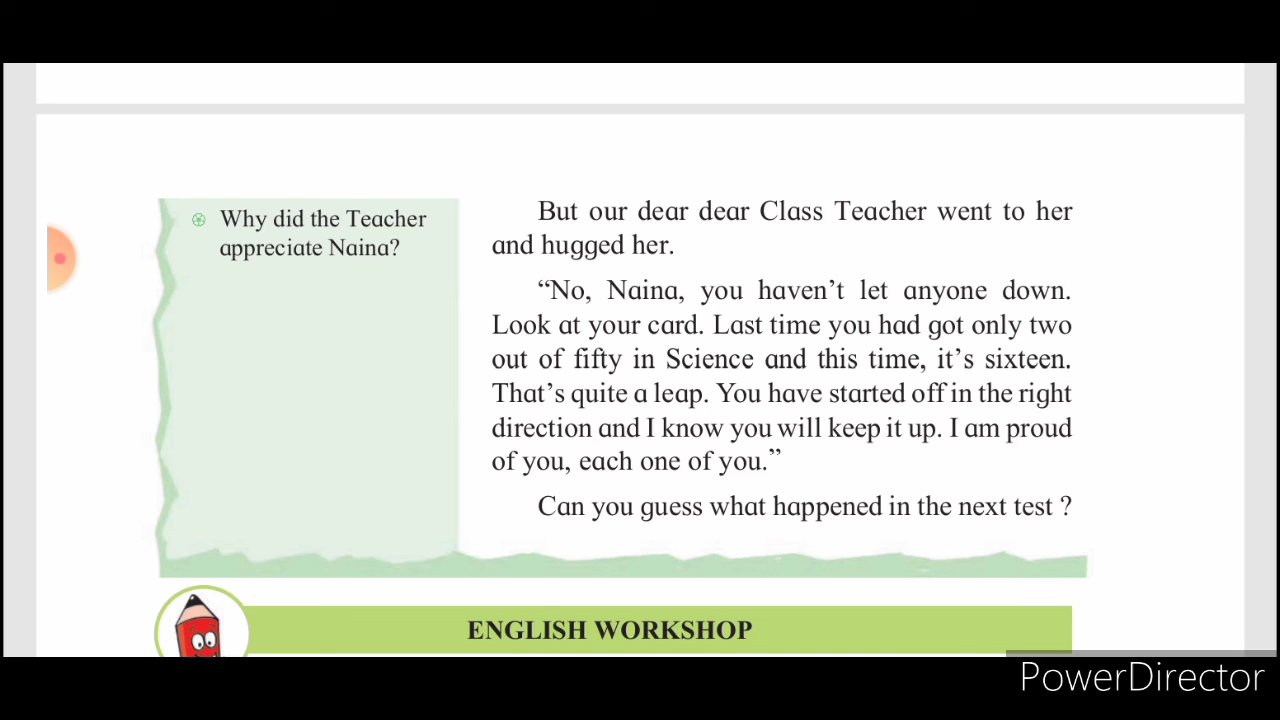 Why did the Teacher
appreciate Naina?
But our dear dear Class Teacher went to her
and hugged her.
“No, Naina, you haven’t let anyone down.
Look at your card. Last time you had got only two
out of fifty in Science and this time, it’s sixteen.
That’s quite a leap. You have started off in the right
direction and I know you will keep it up. I am proud
of you, each one of you.”
Can you guess what happened in the next test ?
ENGLISH WORKSHOP
PowerDirector